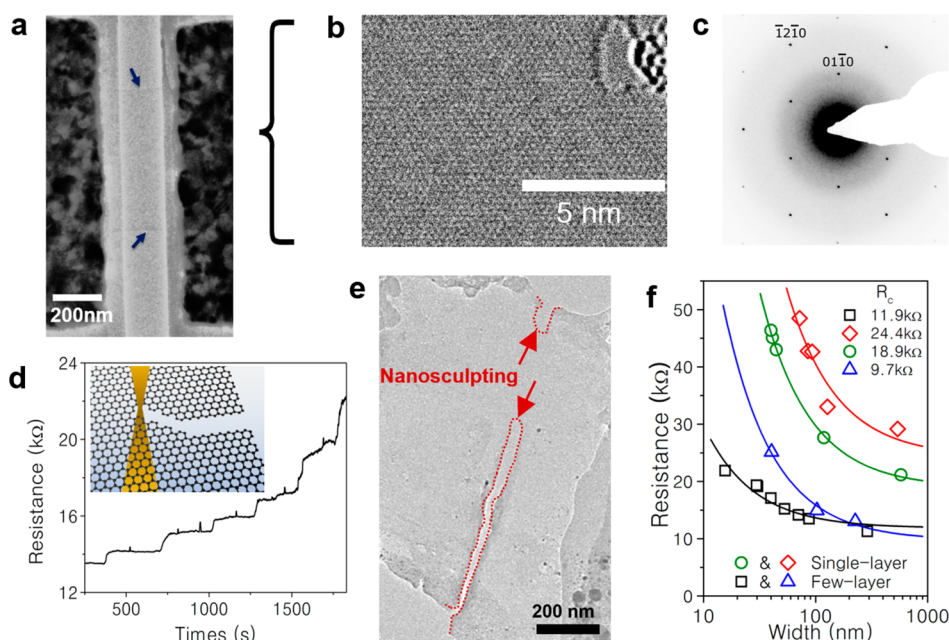 a
200nm
b
5 nm
c
1̅21̅0
011̅0
d
24
20
16
12
Resistance (kΩ)
500
1000
1500
Times (s)
e
Nanosculpting
200 nm
f
50
40
30
20
10
0
Resistance (kΩ)
R_c
11.9kΩ
24.4kΩ
18.9kΩ
9.7kΩ
& Single-layer
& Few-layer
10
100
1000
Width (nm)